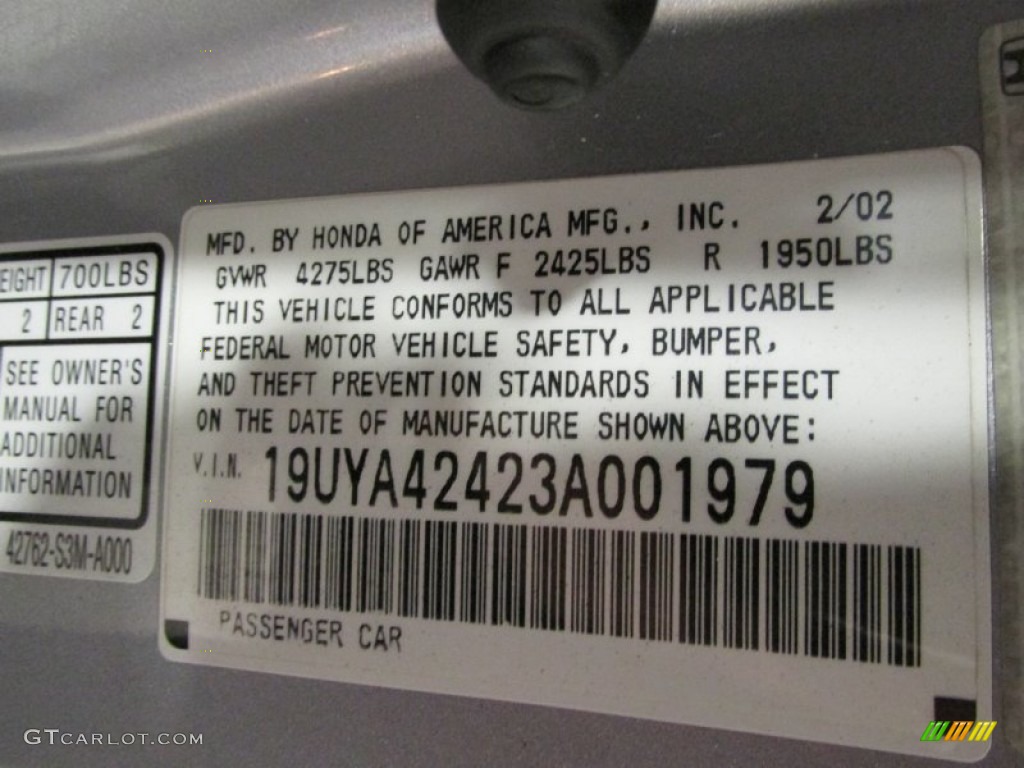 MFD. BY HONDA OF AMERICA MFG., INC. 2/02
GVWR 4275LBS GAWR F 2425LBS R 1950LBS
THIS VEHICLE CONFORMS TO ALL APPLICABLE
FEDERAL MOTOR VEHICLE SAFETY, BUMPER,
AND THEFT PREVENTION STANDARDS IN EFFECT
ON THE DATE OF MANUFACTURE SHOWN ABOVE:
V.I.N. 19UYA42423A001979
PASSENGER CAR
EIGHT 700LBS
2 REAR 2
SEE OWNER'S
MANUAL FOR
ADDITIONAL
INFORMATION
42762-S3M-A000
GTCARLOT.COM